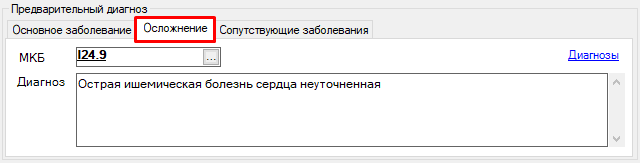 Предварительный диагноз
Основное заболевание Осложнение Сопутствующие заболевания
МКБ I24.9 ... Диагнозы
Диагноз Острая ишемическая болезнь сердца неуточненная